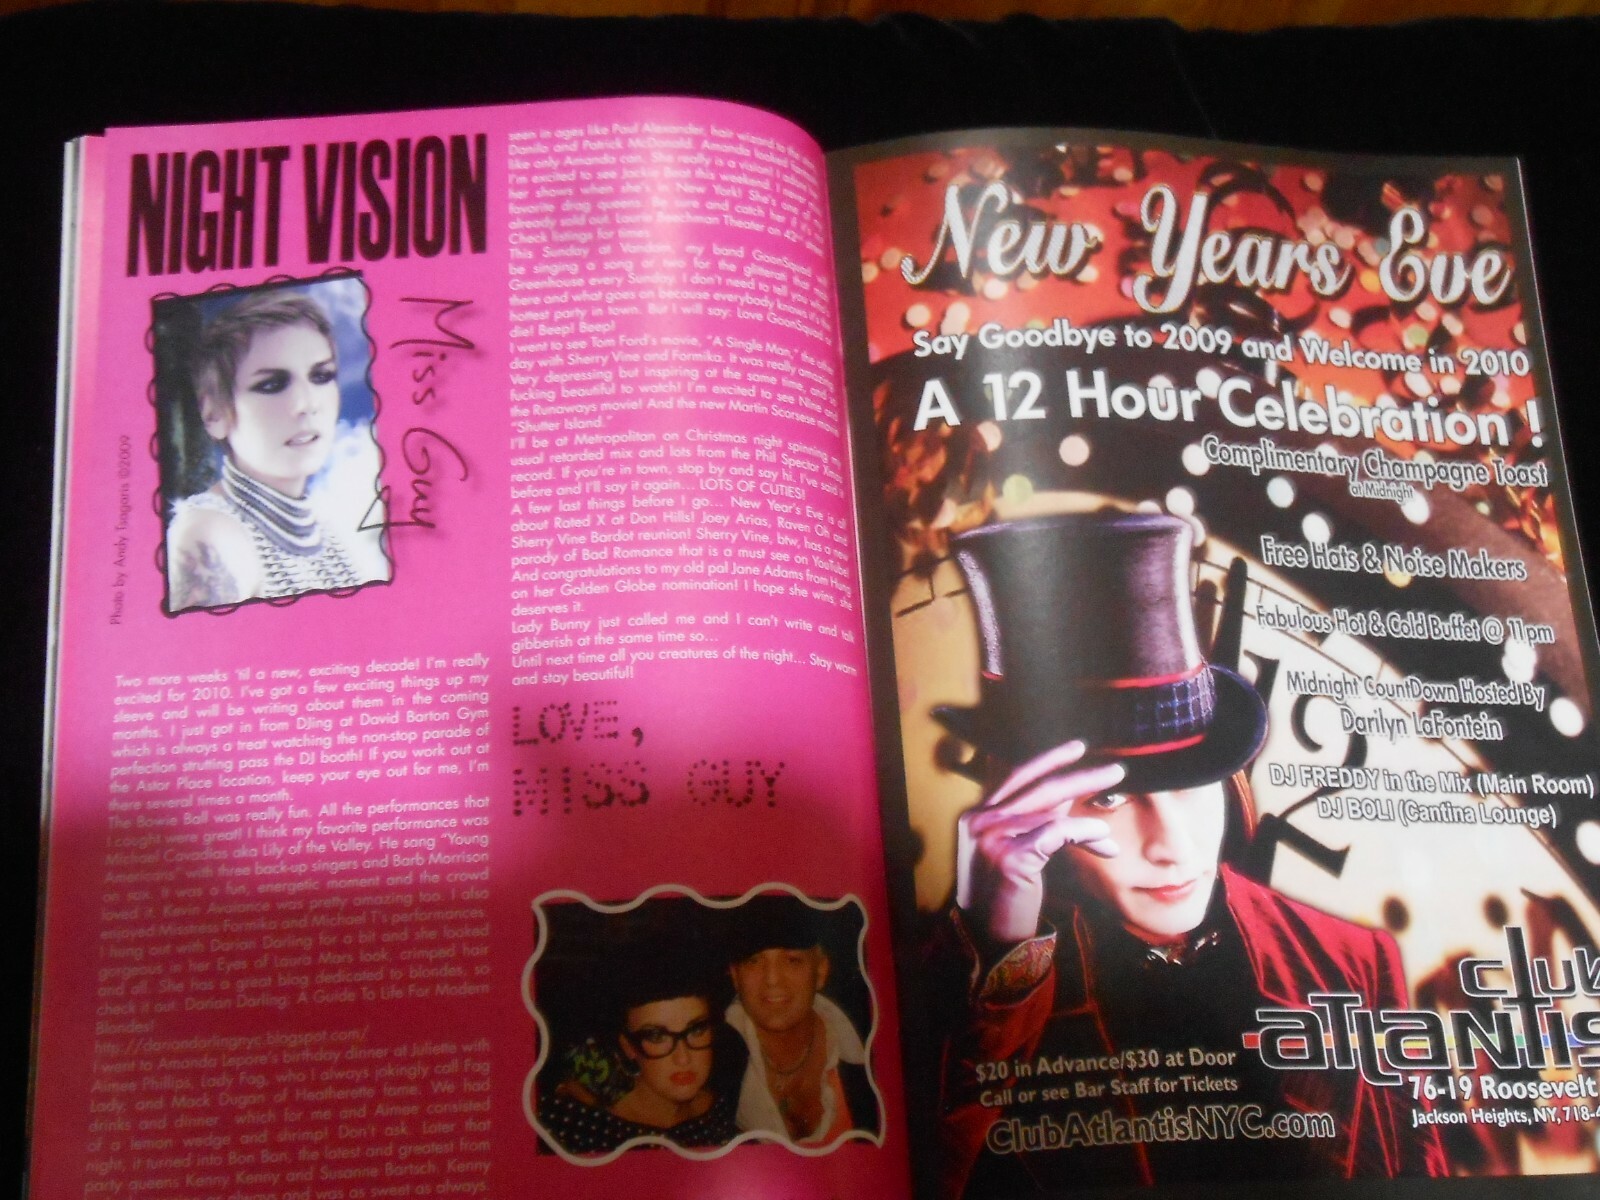 NIGHT VISION
Miss Guy
Photo by Andy Tsagaris ©2009
Two more weeks 'til a new, exciting decade! I'm really
excited for 2010. I've got a few exciting things up my
sleeve and will be writing about them in the coming
months. I just got in from DJing at David Barton Gym
which is always a treat watching the non-stop parade of
perfection strutting pass the DJ booth! If you work out at
the Astor Place location, keep your eye out for me, I'm
there several times a month.
The Bowie Ball was really fun. All the performances that
I caught were great! I think my favorite performance was
Michael Cavadias aka Lily of the Valley. He sang "Young
Americans" with three back-up singers and Barb Morrison
on sax. It was a fun, energetic moment and the crowd
loved it. Kevin Avaiance was pretty amazing too. I also
enjoyed Misstress Formika and Michael T's performances.
I hung out with Darian Darling for a bit and she looked
gorgeous in her Eyes of Laura Mars look, crimped hair
and all. She has a great blog dedicated to blondes, so
check it out. Darian Darling: A Guide To Life For Modern
Blondes!
http://dariandarlingnyc.blogspot.com/
I went to Amanda Lepore's birthday dinner at Juliette with
Aimee Phillips, Lady Fag, who I always jokingly call Fag
Lady, and Mack Dugan of Heatherette fame. We had
drinks and dinner, which for me and Aimee consisted
of a lemon wedge and shrimp! Don't ask. Later that
night, it turned into Bon Bon, the latest and greatest from
party queens Kenny Kenny and Susanne Bartsch. Kenny
as always and was as sweet as always.
seen in ages like Paul Alexander, hair wizard to the
Danilo and Patrick McDonald. Amanda looked
like only Amanda can. She really is a vision! I
I'm excited to see Jackie Beat this weekend. I never
her shows when she's in New York! She's one of my
favorite drag queens. Be sure and catch her if it's not
already sold out. Laurie Beechman Theater on 42nd
Check listings for times.
This Sunday at Vandam, my band GoonSquad will
be singing a song or two for the glitterati that
Greenhouse every Sunday. I don't need to tell you who's
there and what goes on because everybody knows it's the
hottest party in town. But I will say: Love GoonSquad or
die! Beep! Beep!
I went to see Tom Ford's movie, "A Single Man," the other
day with Sherry Vine and Formika. It was really amazing.
Very depressing but inspiring at the same time, and so
fucking beautiful to watch! I'm excited to see Nine and
the Runaways movie! And the new Martin Scorsese movie
"Shutter Island."
I'll be at Metropolitan on Christmas night spinning my
usual retarded mix and lots from the Phil Spector Xmas
record. If you're in town, stop by and say hi. I've said it
before and I'll say it again... LOTS OF CUTIES!
A few last things before I go... New Year's Eve is all
about Rated X at Don Hills! Joey Arias, Raven Oh and
Sherry Vine Bardot reunion! Sherry Vine, btw, has a new
parody of Bad Romance that is a must see on YouTube!
And congratulations to my old pal Jane Adams from Hung
on her Golden Globe nomination! I hope she wins, she
deserves it.
Lady Bunny just called me and I can't write and talk
gibberish at the same time so...
Until next time all you creatures of the night... Stay warm
and stay beautiful!
LOVE,
MISS GUY
New Years Eve
Say Goodbye to 2009 and Welcome in 2010
A 12 Hour Celebration !
Complimentary Champagne Toast
at Midnight
Free Hats & Noise Makers
Fabulous Hot & Cold Buffet @ 11pm
Midnight CountDown Hosted By
Darilyn LaFontein
DJ FREDDY in the Mix (Main Room)
DJ BOLI (Cantina Lounge)
club
atlantis
$20 in Advance/$30 at Door
Call or see Bar Staff for Tickets
ClubAtlantisNYC.com
76-19 Roosevelt
Jackson Heights, NY, 718-4